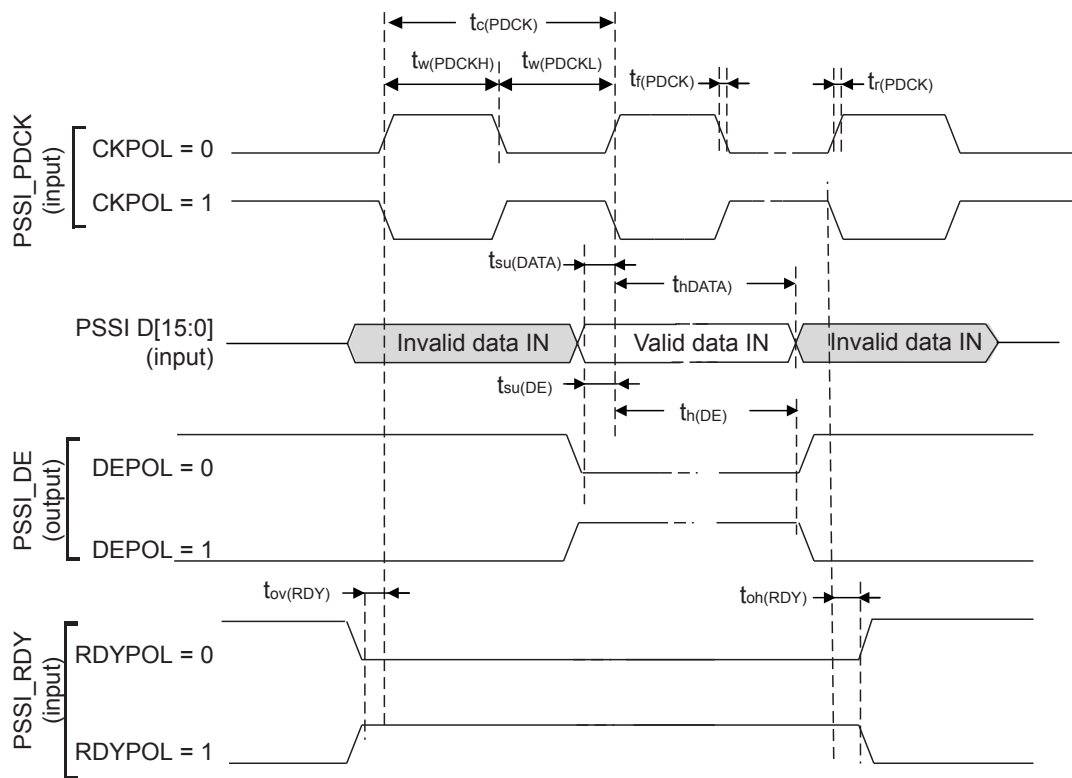 tc(PDCK)
tw(PDCKH) tw(PDCKL) tf(PDCK) tr(PDCK)
PSSI_PDCK
(input)
CKPOL = 0
CKPOL = 1
tsu(DATA)
thDATA)
PSSI D[15:0]
(input)
Invalid data IN Valid data IN Invalid data IN
tsu(DE)
th(DE)
PSSI_DE
(output)
DEPOL = 0
DEPOL = 1
tov(RDY) toh(RDY)
PSSI_RDY
(input)
RDYPOL = 0
RDYPOL = 1